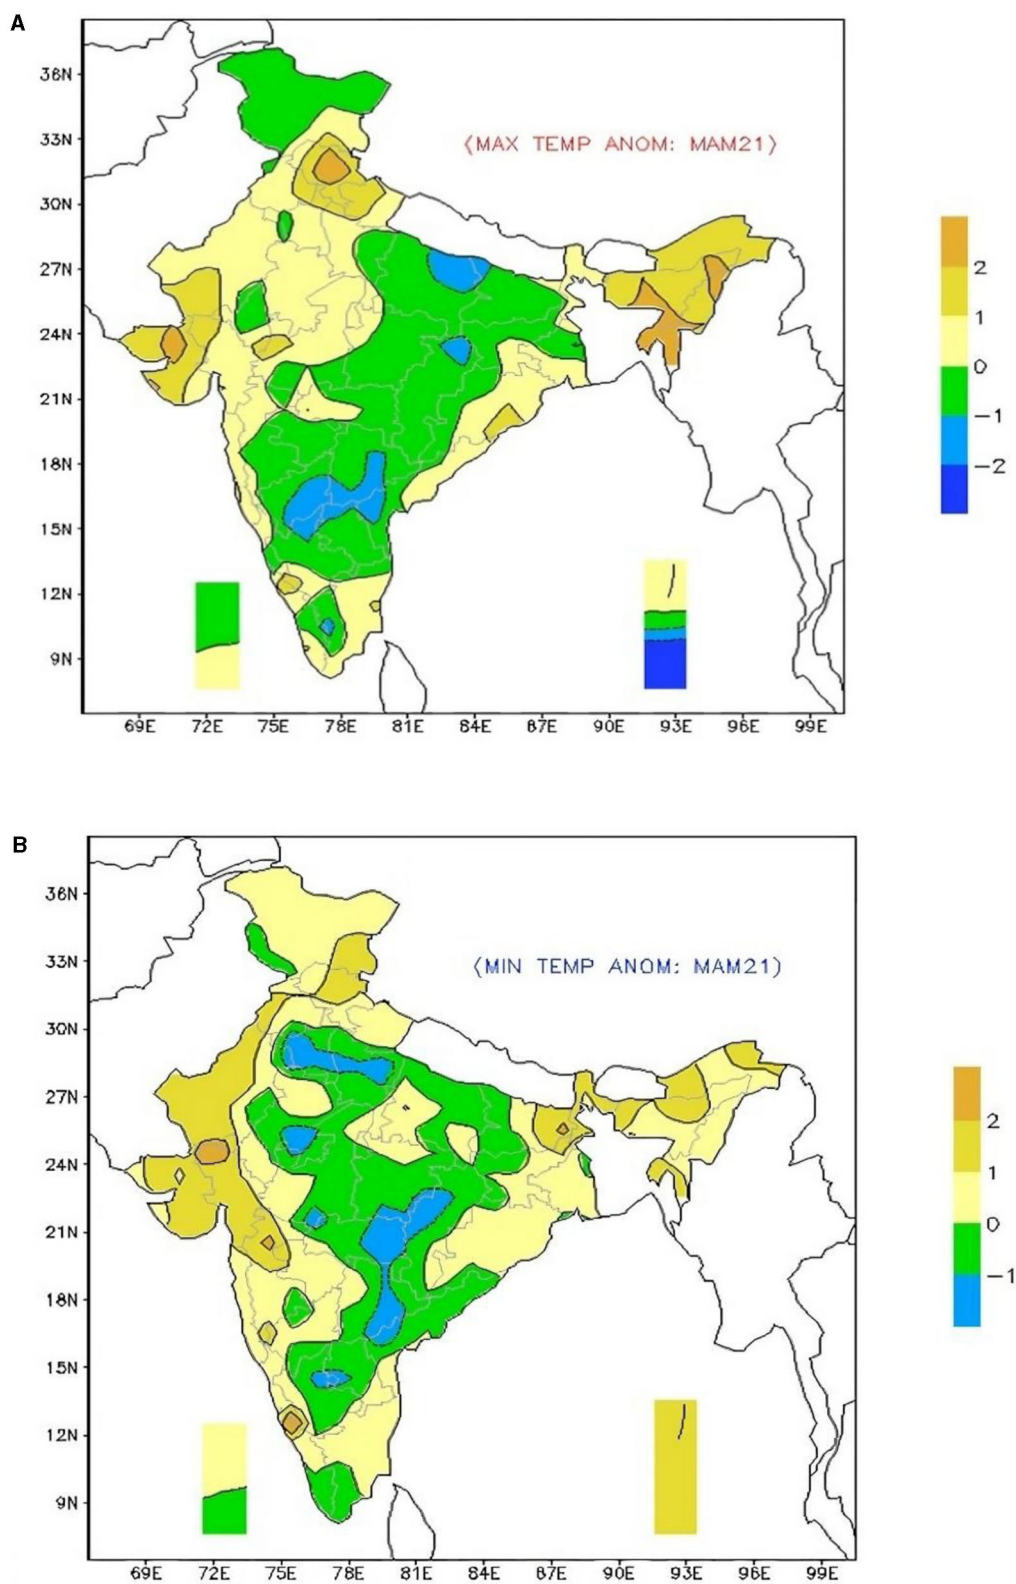 A
36N
33N
30N
27N
24N
21N
18N
15N
12N
9N
(MAX TEMP ANOM: MAM21)
2
1
0
-1
-2
69E 72E 75E 78E 81E 84E 87E 90E 93E 96E 99E
B
36N
33N
30N
27N
24N
21N
18N
15N
12N
9N
(MIN TEMP ANOM: MAM21)
2
1
0
-1
69E 72E 75E 78E 81E 84E 87E 90E 93E 96E 99E